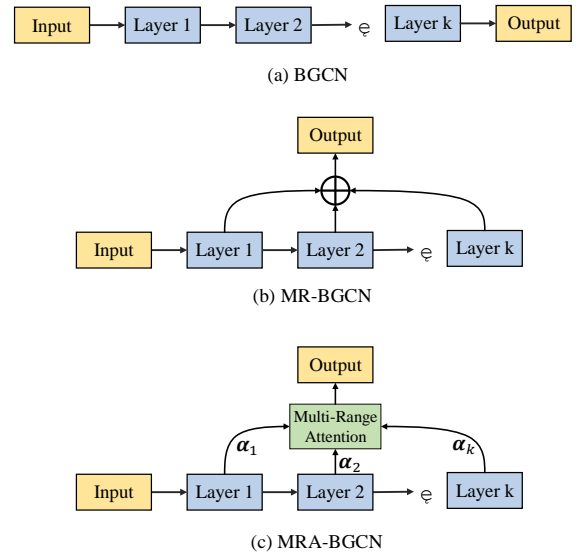 Input Layer 1 Layer 2 ҿ Layer k Output
(a) BGCN
Output
Input Layer 1 Layer 2 ҿ Layer k
(b) MR-BGCN
Output
Multi-Range
Attention
α1 α2 αk
Input Layer 1 Layer 2 ҿ Layer k
(c) MRA-BGCN